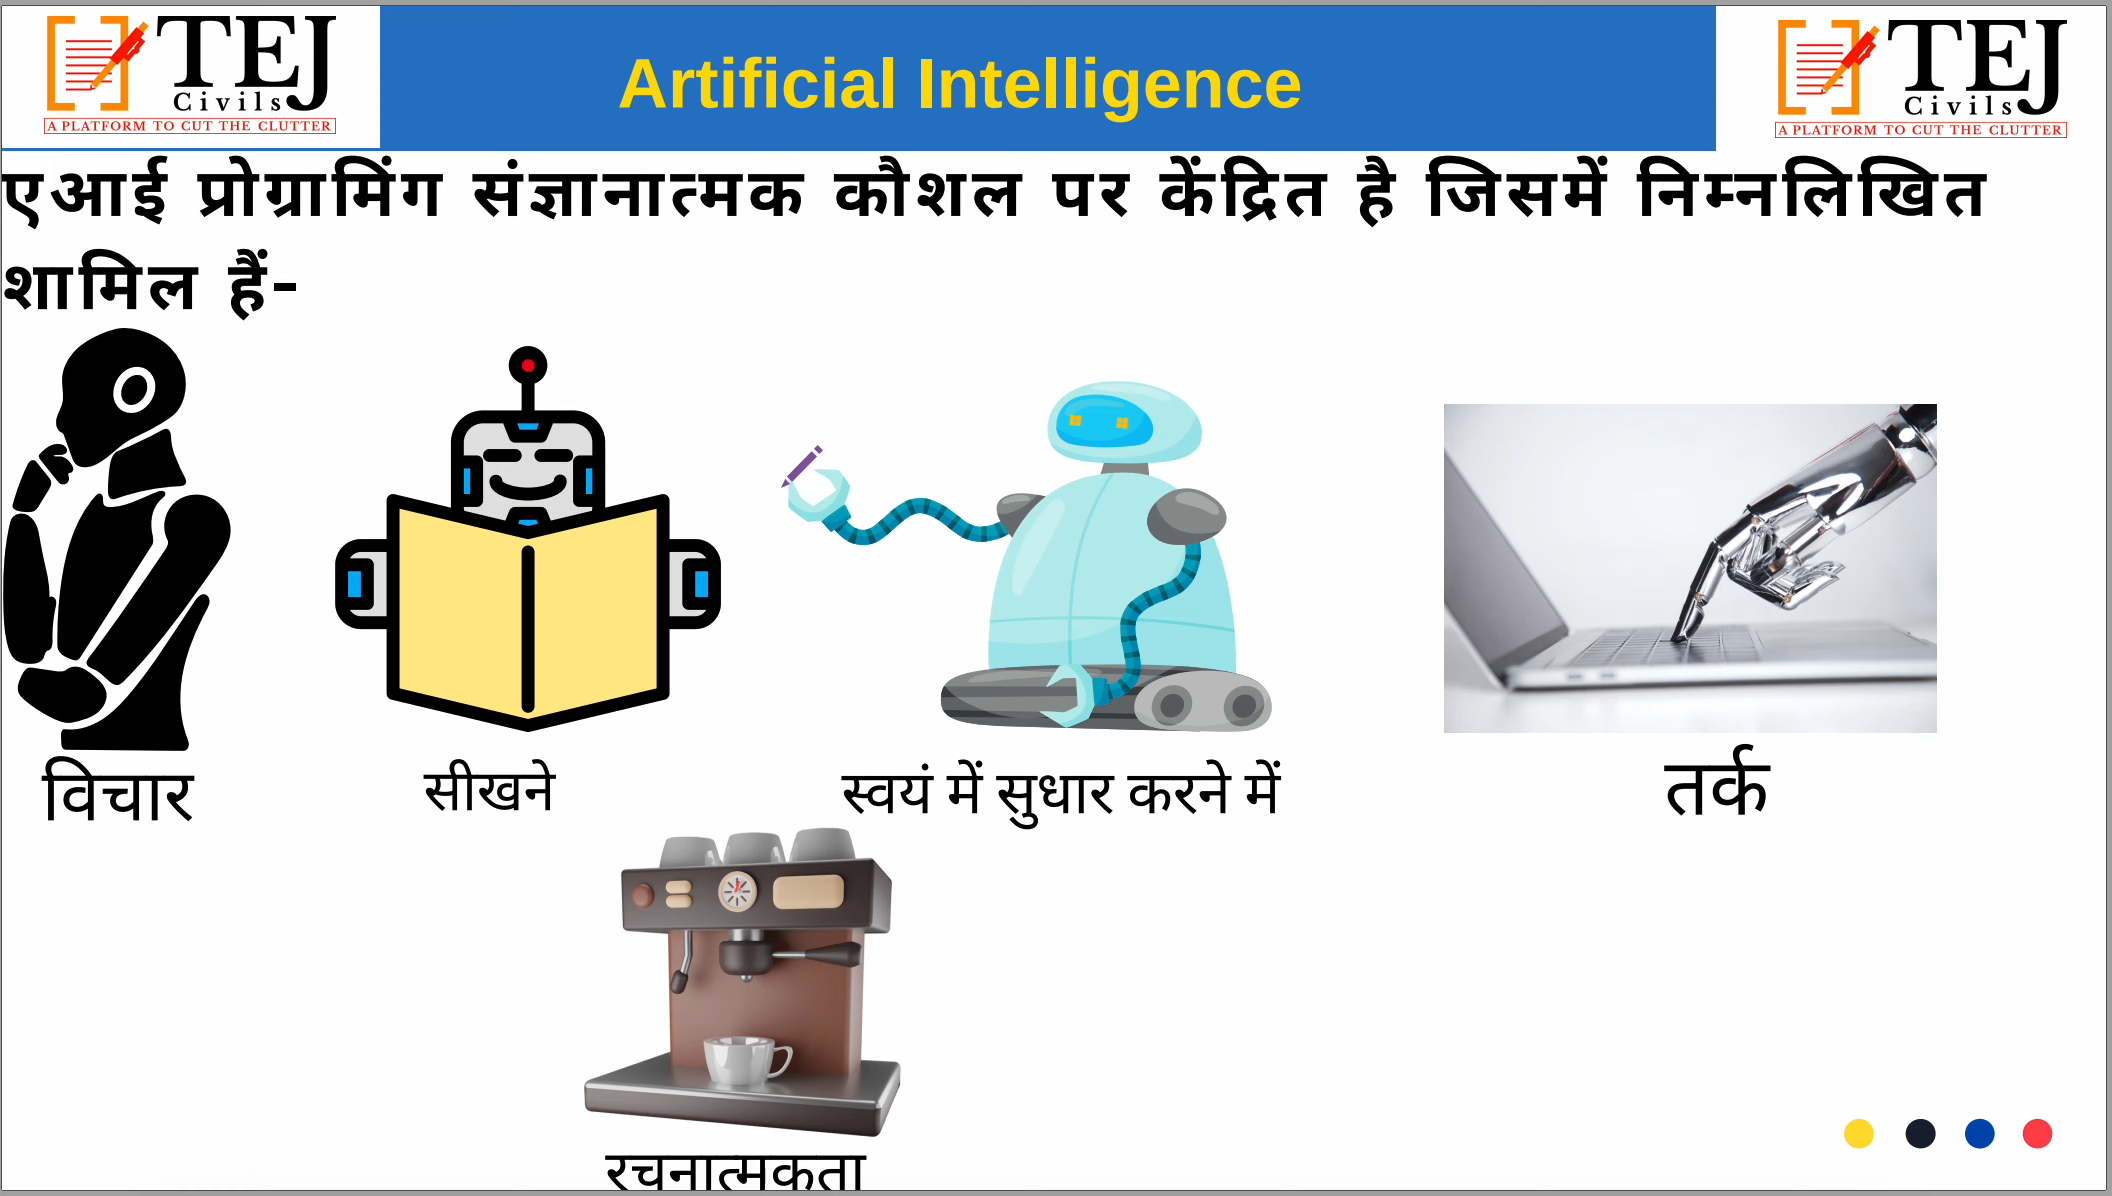 TEJ
Civils
A PLATFORM TO CUT THE CLUTTER
Artificial Intelligence
TEJ
Civils
A PLATFORM TO CUT THE CLUTTER
एआई प्रोग्रामिंग संज्ञानात्मक कौशल पर केंद्रित है जिसमें निम्नलिखित
शामिल हैं-
विचार
सीखने
स्वयं में सुधार करने में
तर्क
रचनात्मकता